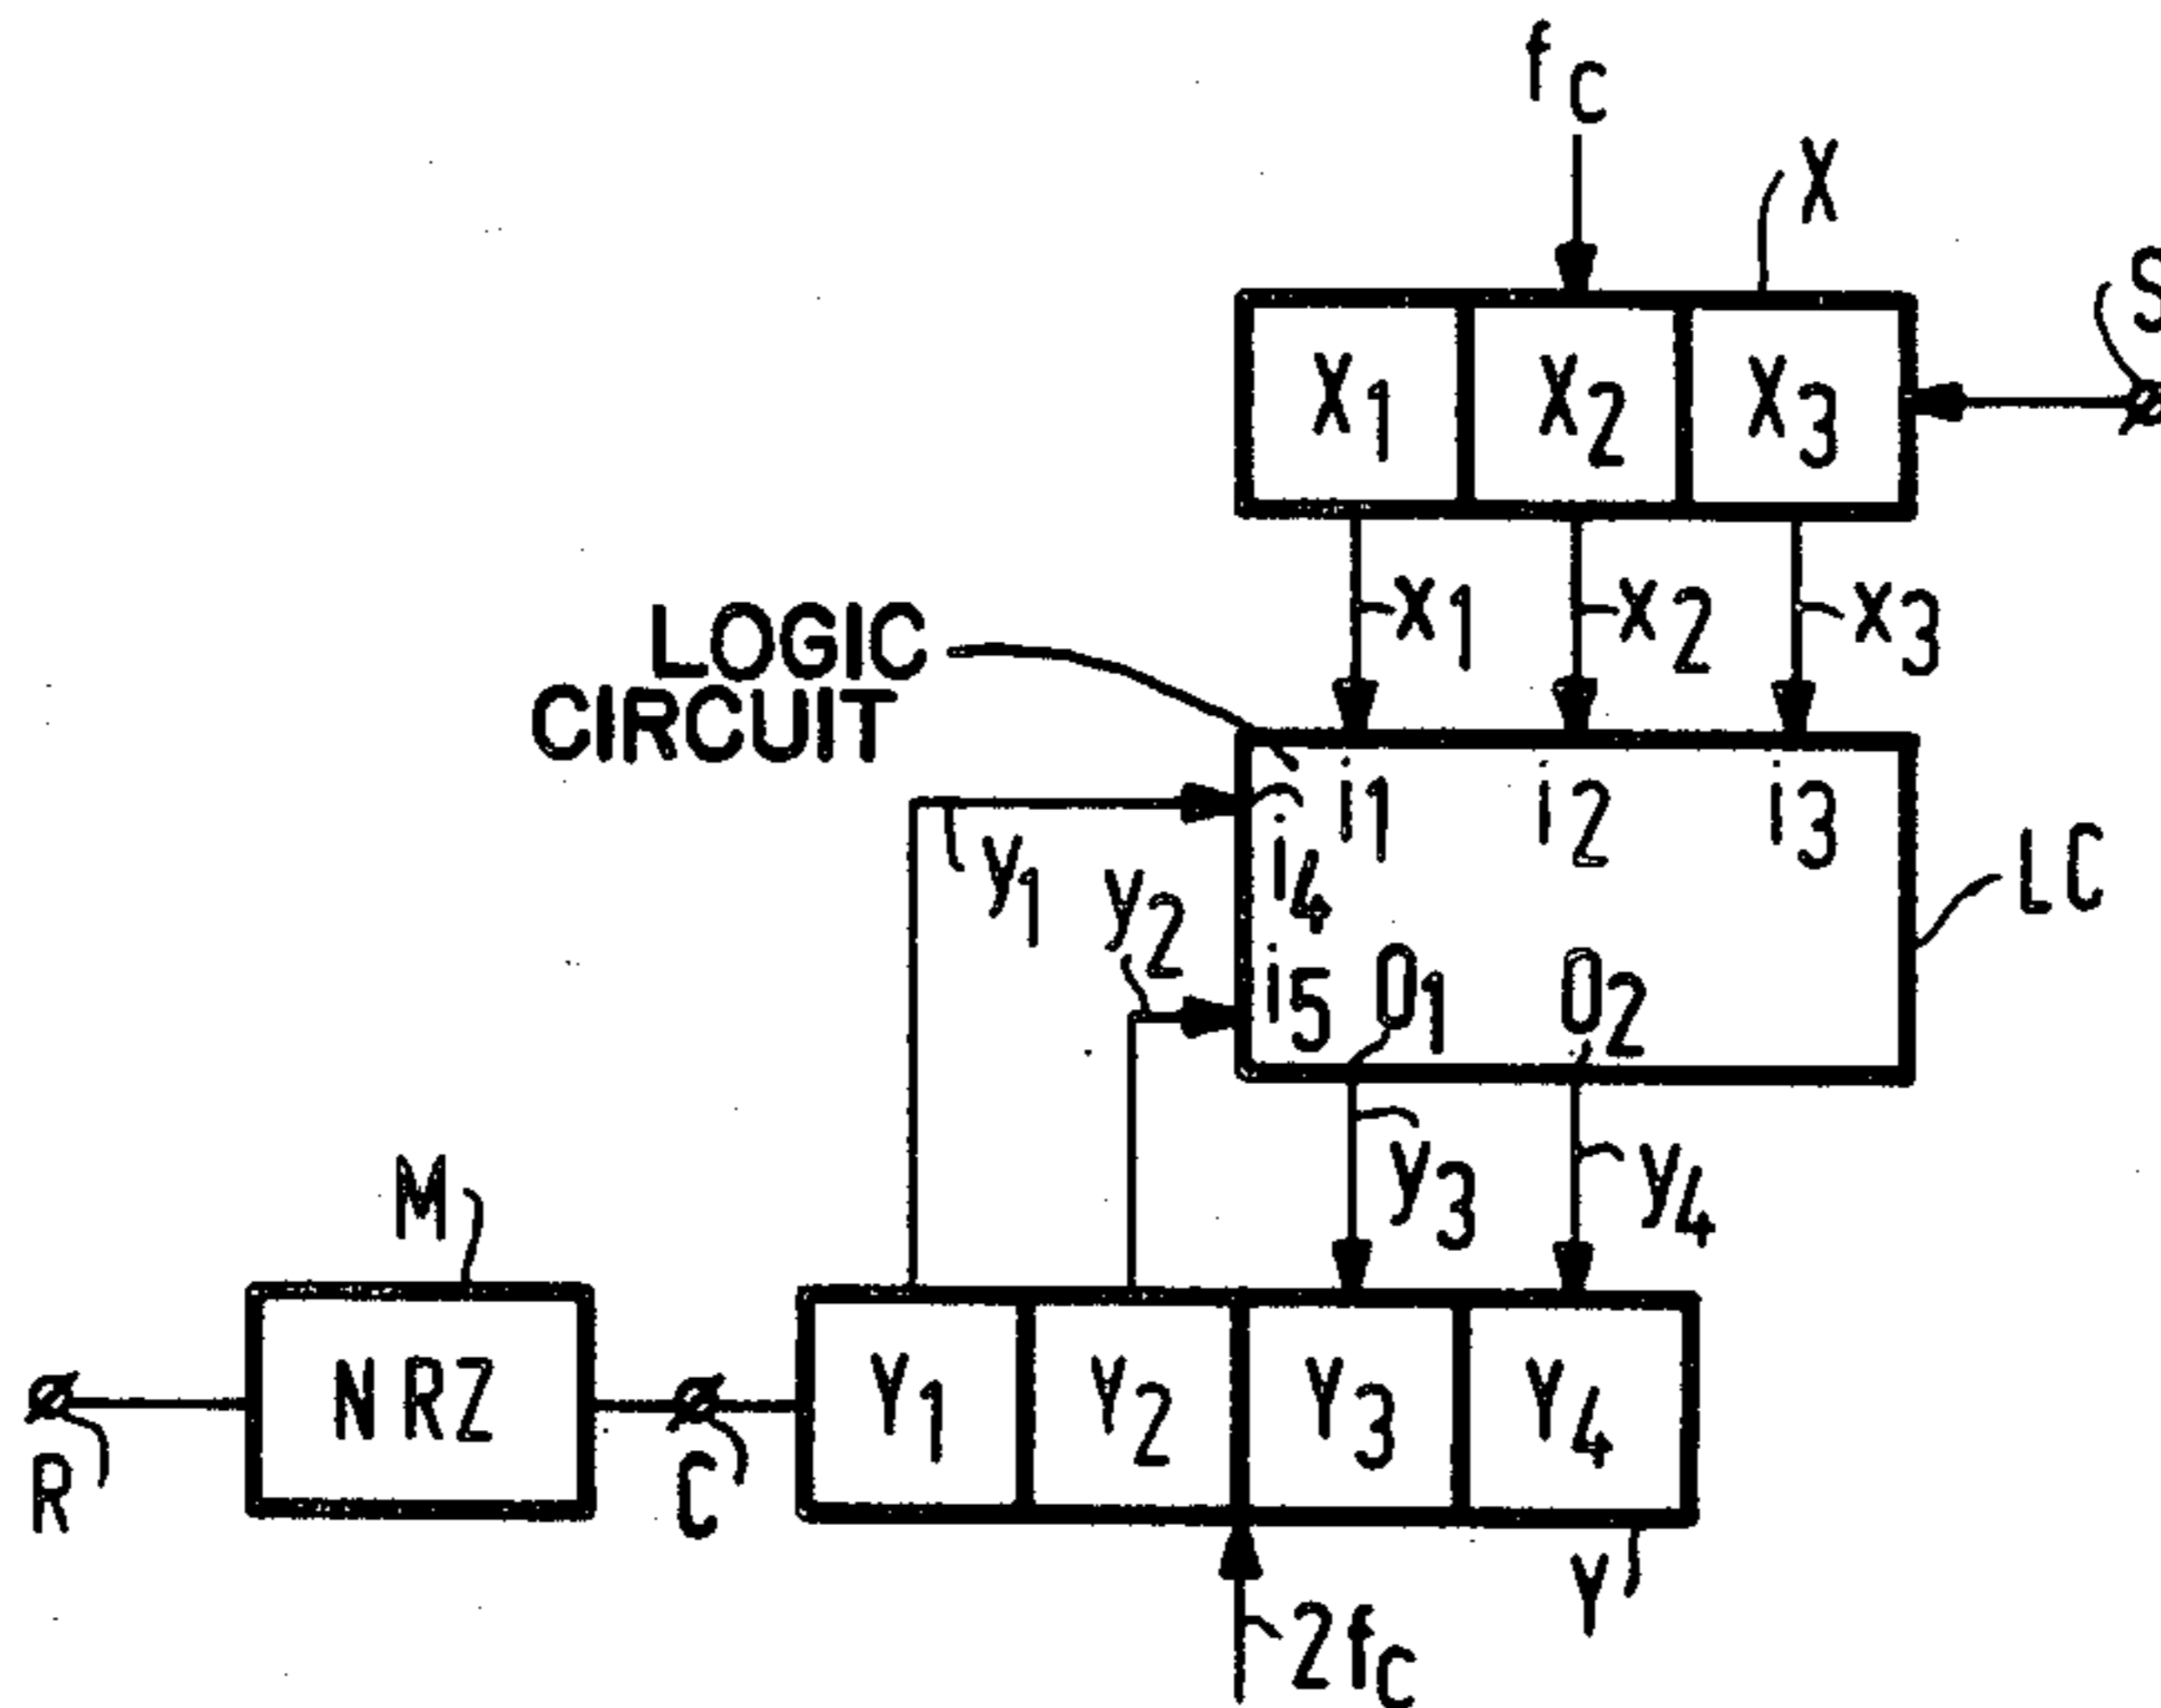 fC
X
S
X1 X2 X3
x1 x2 x3
LOGIC
CIRCUIT
i1 i2 i3
i4
y1
y2
LC
i5 O1 O2
y3 y4
M
NRZ
Y1 Y2 Y3 Y4
R
C
Y
2fC